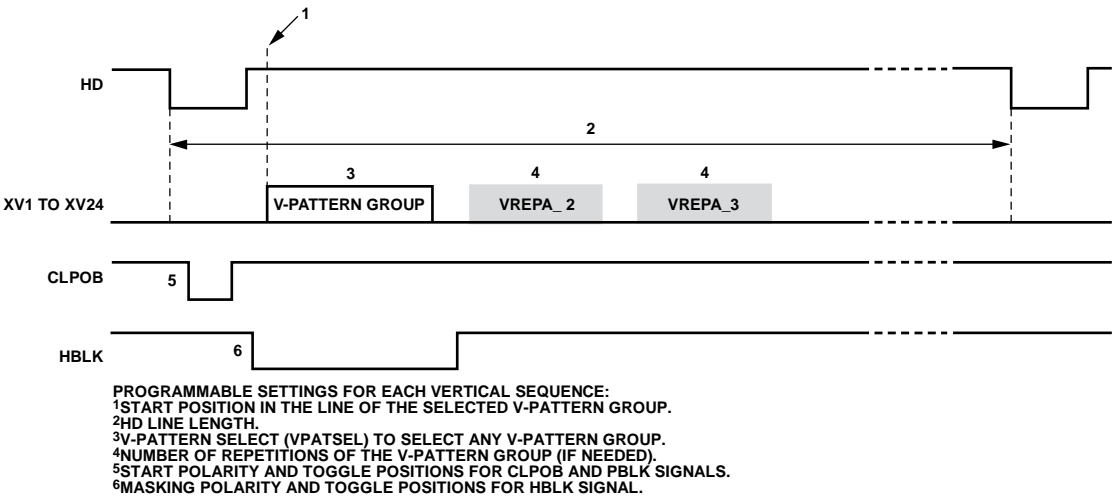 1
HD
2
3
4
4
XV1 TO XV24
V-PATTERN GROUP
VREPA_ 2
VREPA_3
CLPOB
5
HBLK
6
PROGRAMMABLE SETTINGS FOR EACH VERTICAL SEQUENCE:
1START POSITION IN THE LINE OF THE SELECTED V-PATTERN GROUP.
2HD LINE LENGTH.
3V-PATTERN SELECT (VPATSEL) TO SELECT ANY V-PATTERN GROUP.
4NUMBER OF REPETITIONS OF THE V-PATTERN GROUP (IF NEEDED).
5START POLARITY AND TOGGLE POSITIONS FOR CLPOB AND PBLK SIGNALS.
6MASKING POLARITY AND TOGGLE POSITIONS FOR HBLK SIGNAL.